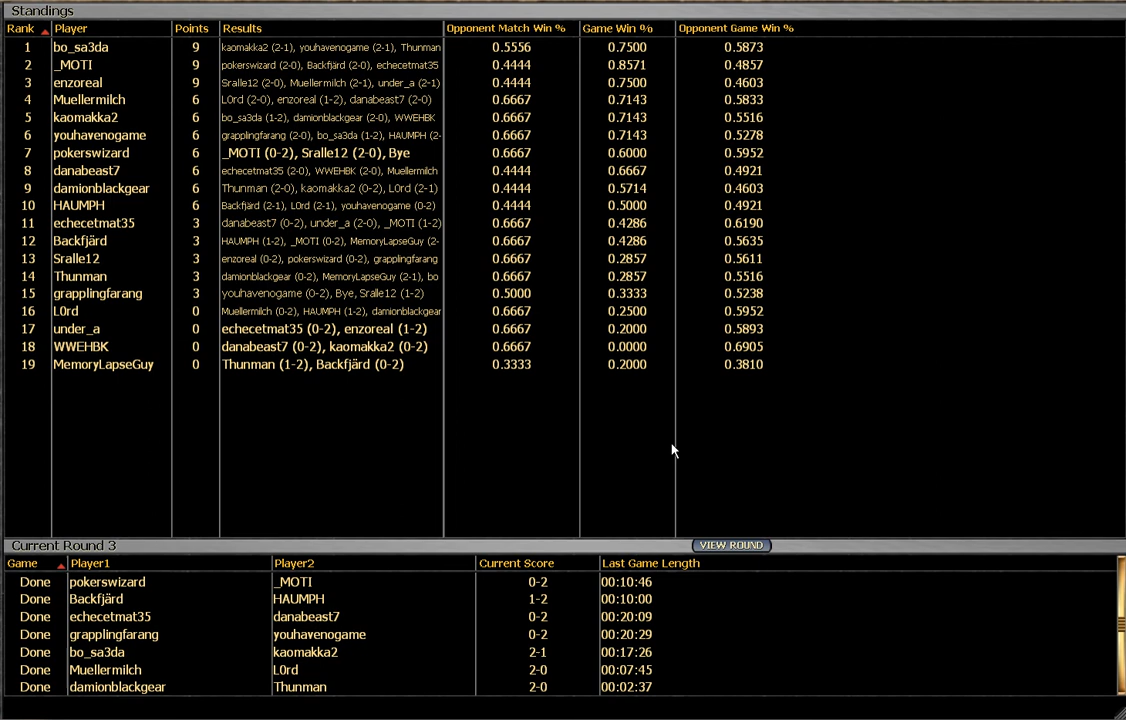 Standings
Rank Player Points Results Opponent Match Win % Game Win % Opponent Game Win %
1 bo_sa3da 9 kaomakka2 (2-1), youhavenogame (2-1), Thunman 0.5556 0.7500 0.5873
2 _MOTI 9 pokerswizard (2-0), Backfjärd (2-0), echecetmat35 0.4444 0.8571 0.4857
3 enzoreal 9 Sralle12 (2-0), Muellermilch (2-1), under_a (2-1) 0.4444 0.7500 0.4603
4 Muellermilch 6 L0rd (2-0), enzoreal (1-2), danabeast7 (2-0) 0.6667 0.7143 0.5833
5 kaomakka2 6 bo_sa3da (1-2), damionblackgear (2-0), WWEHBK 0.6667 0.7143 0.5516
6 youhavenogame 6 grapplingfarang (2-0), bo_sa3da (1-2), HAUMPH (2- 0.6667 0.7143 0.5278
7 pokerswizard 6 _MOTI (0-2), Sralle12 (2-0), Bye 0.6667 0.6000 0.5952
8 danabeast7 6 echecetmat35 (2-0), WWEHBK (2-0), Muellermilch 0.4444 0.6667 0.4921
9 damionblackgear 6 Thunman (2-0), kaomakka2 (0-2), L0rd (2-1) 0.4444 0.5714 0.4603
10 HAUMPH 6 Backfjärd (2-1), L0rd (2-1), youhavenogame (0-2) 0.4444 0.5000 0.4921
11 echecetmat35 3 danabeast7 (0-2), under_a (2-0), _MOTI (1-2) 0.6667 0.4286 0.6190
12 Backfjärd 3 HAUMPH (1-2), _MOTI (0-2), MemoryLapseGuy (2- 0.6667 0.4286 0.5635
13 Sralle12 3 enzoreal (0-2), pokerswizard (0-2), grapplingfarang 0.6667 0.2857 0.5611
14 Thunman 3 damionblackgear (0-2), MemoryLapseGuy (2-1), bo 0.6667 0.2857 0.5516
15 grapplingfarang 3 youhavenogame (0-2), Bye, Sralle12 (1-2) 0.5000 0.3333 0.5238
16 L0rd 0 Muellermilch (0-2), HAUMPH (1-2), damionblackgear 0.6667 0.2500 0.5952
17 under_a 0 echecetmat35 (0-2), enzoreal (1-2) 0.6667 0.2000 0.5893
18 WWEHBK 0 danabeast7 (0-2), kaomakka2 (0-2) 0.6667 0.0000 0.6905
19 MemoryLapseGuy 0 Thunman (1-2), Backfjärd (0-2) 0.3333 0.2000 0.3810
Current Round 3 VIEW ROUND
Game Player1 Player2 Current Score Last Game Length
Done pokerswizard _MOTI 0-2 00:10:46
Done Backfjärd HAUMPH 1-2 00:10:00
Done echecetmat35 danabeast7 0-2 00:20:09
Done grapplingfarang youhavenogame 0-2 00:20:29
Done bo_sa3da kaomakka2 2-1 00:17:26
Done Muellermilch L0rd 2-0 00:07:45
Done damionblackgear Thunman 2-0 00:02:37